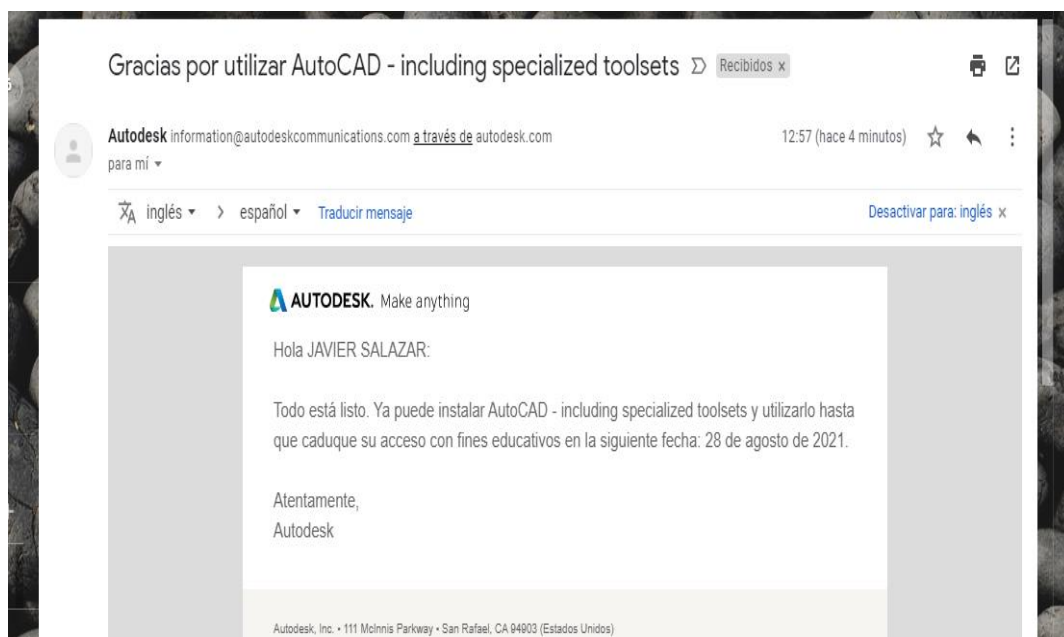 Gracias por utilizar AutoCAD - including specialized toolsets Recibidos x
Autodesk information@autodeskcommunications.com a través de autodesk.com 12:57 (hace 4 minutos)
para mí
inglés > español Traducir mensaje Desactivar para: inglés x
AUTODESK. Make anything
Hola JAVIER SALAZAR:
Todo está listo. Ya puede instalar AutoCAD - including specialized toolsets y utilizarlo hasta
que caduque su acceso con fines educativos en la siguiente fecha: 28 de agosto de 2021.
Atentamente,
Autodesk
Autodesk, Inc. • 111 McInnis Parkway • San Rafael, CA 94903 (Estados Unidos)